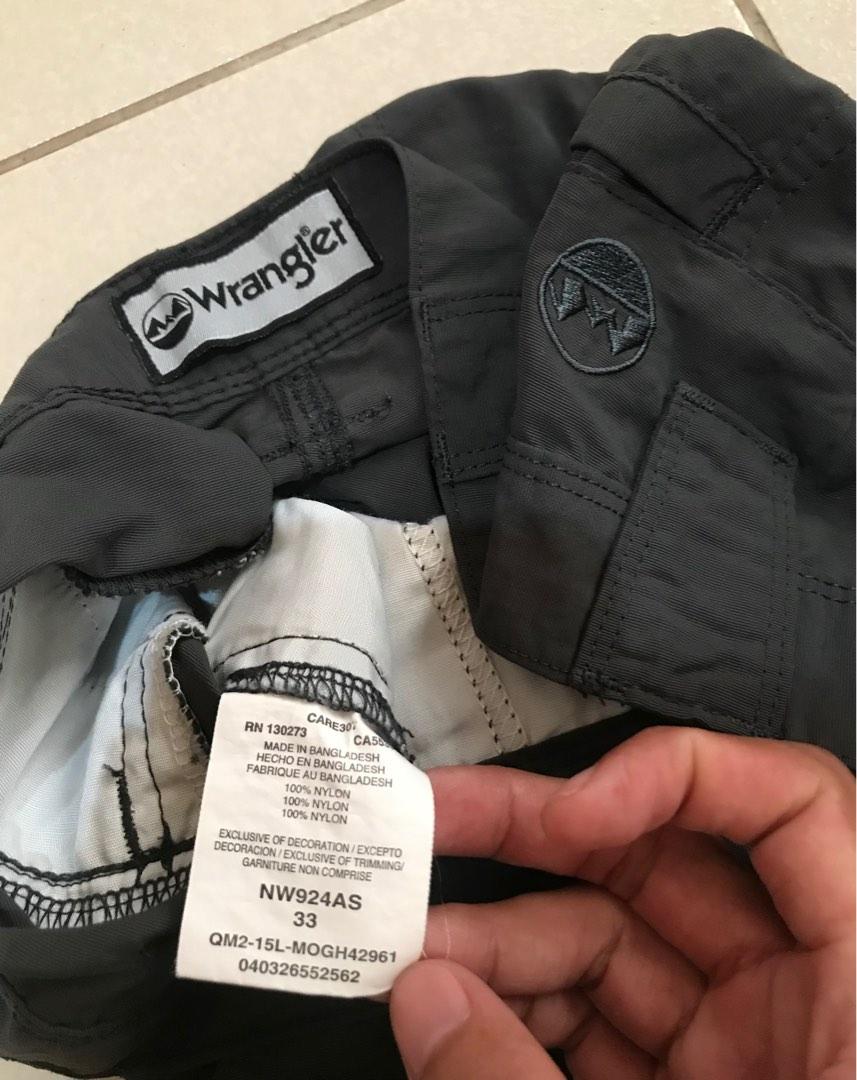 Wrangler®
CARE307
RN 130273
MADE IN BANGLADESH
HECHO EN BANGLADESH
FABRIQUE AU BANGLADESH
100% NYLON
100% NYLON
100% NYLON
EXCLUSIVE OF DECORATION / EXCEPTO
DECORACION / EXCLUSIVE OF TRIMMING/
GARNITURE NON COMPRISE
NW924AS
33
QM2-15L-MOGH42961
040326552562